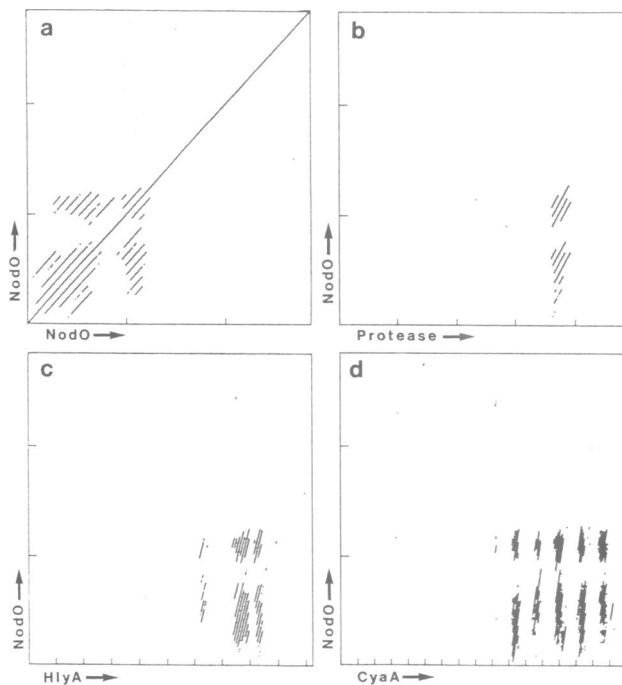 a
NodO
NodO
b
NodO
Protease
c
NodO
HlyA
d
NodO
CyaA